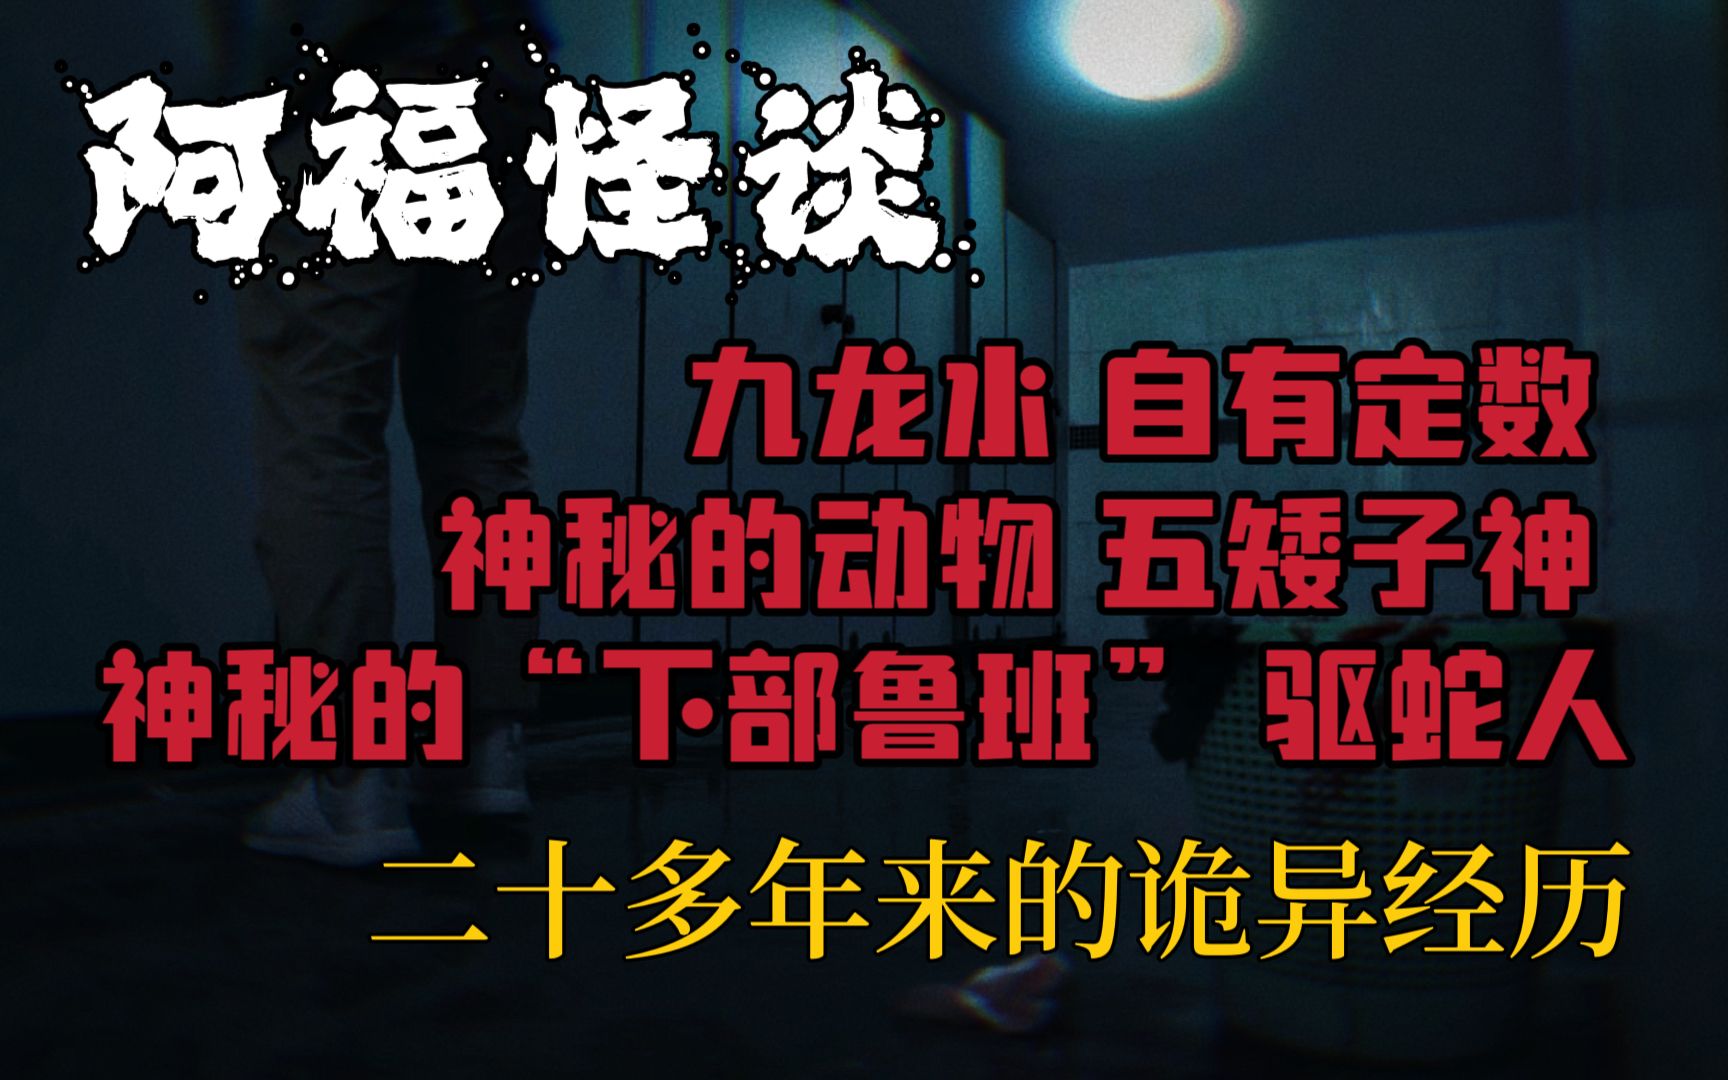 阿福怪谈
九龙水 自有定数
神秘的动物 五矮子神
神秘的“下部鲁班” 驱蛇人
二十多年来的诡异经历